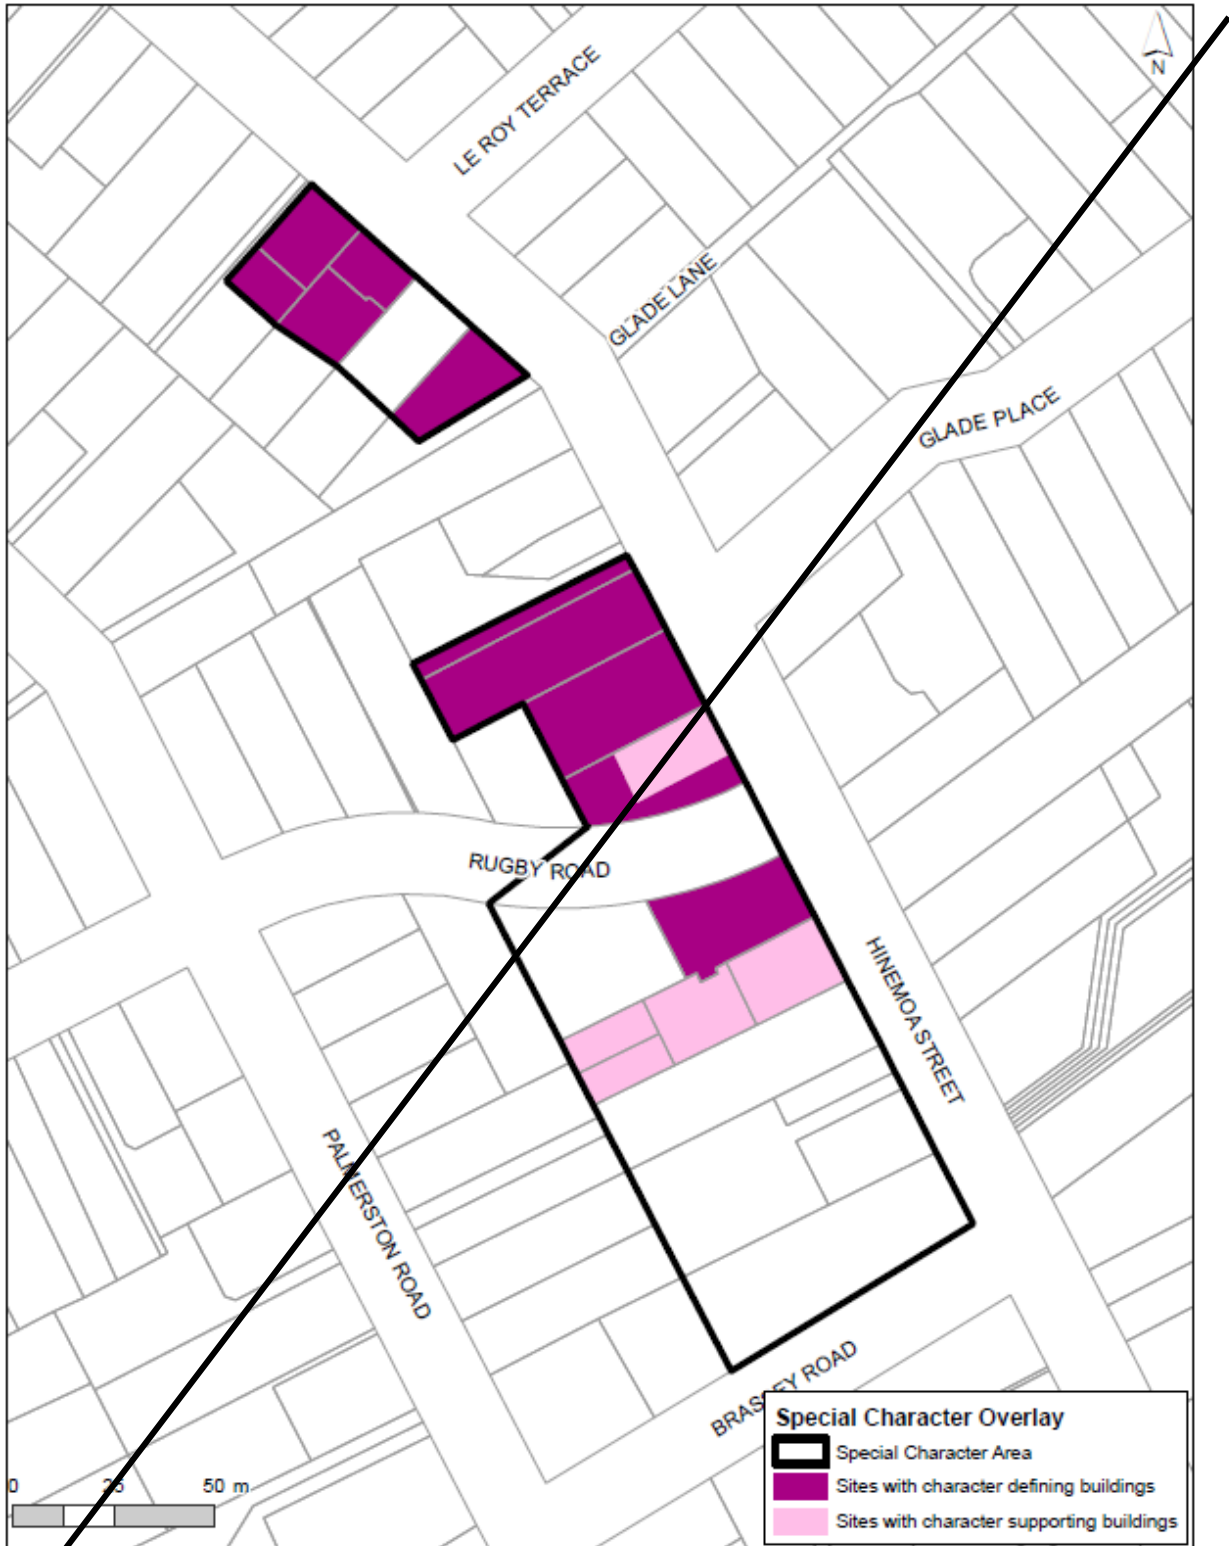 N
LE ROY TERRACE
GLADE LANE
GLADE PLACE
RUGBY ROAD
HINEMOA STREET
PALMERSTON ROAD
BRASSEY ROAD
0 25 50 m
Special Character Overlay
Special Character Area
Sites with character defining buildings
Sites with character supporting buildings